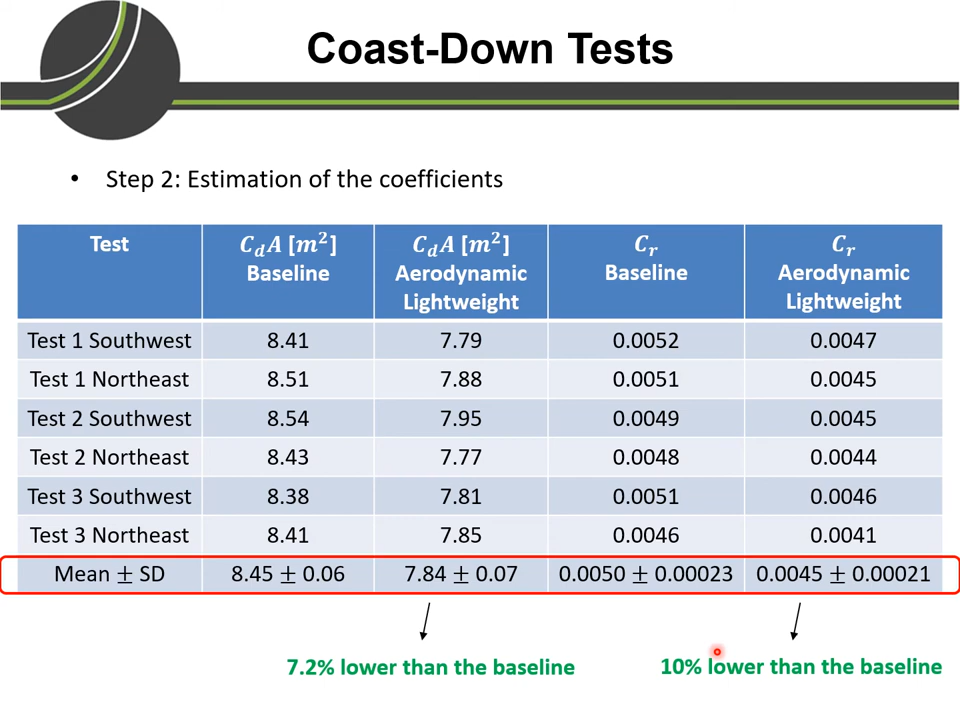 Coast-Down Tests
• Step 2: Estimation of the coefficients
Test | C_d A [m²] Baseline | C_d A [m²] Aerodynamic Lightweight | C_r Baseline | C_r Aerodynamic Lightweight
Test 1 Southwest | 8.41 | 7.79 | 0.0052 | 0.0047
Test 1 Northeast | 8.51 | 7.88 | 0.0051 | 0.0045
Test 2 Southwest | 8.54 | 7.95 | 0.0049 | 0.0045
Test 2 Northeast | 8.43 | 7.77 | 0.0048 | 0.0044
Test 3 Southwest | 8.38 | 7.81 | 0.0051 | 0.0046
Test 3 Northeast | 8.41 | 7.85 | 0.0046 | 0.0041
Mean ± SD | 8.45 ± 0.06 | 7.84 ± 0.07 | 0.0050 ± 0.00023 | 0.0045 ± 0.00021
7.2% lower than the baseline
10% lower than the baseline